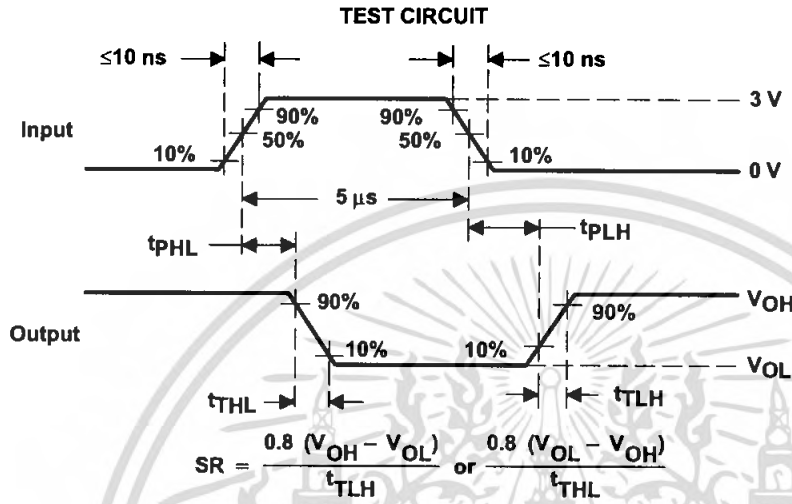 TEST CIRCUIT
≤10 ns
≤10 ns
Input
10%
90%
50%
90%
50%
10%
3 V
0 V
5 μs
tPHL
tPLH
Output
90%
10%
10%
90%
VOH
VOL
tTHL
tTLH
SR = 0.8 (VOH − VOL) / tTLH or 0.8 (VOL − VOH) / tTHL